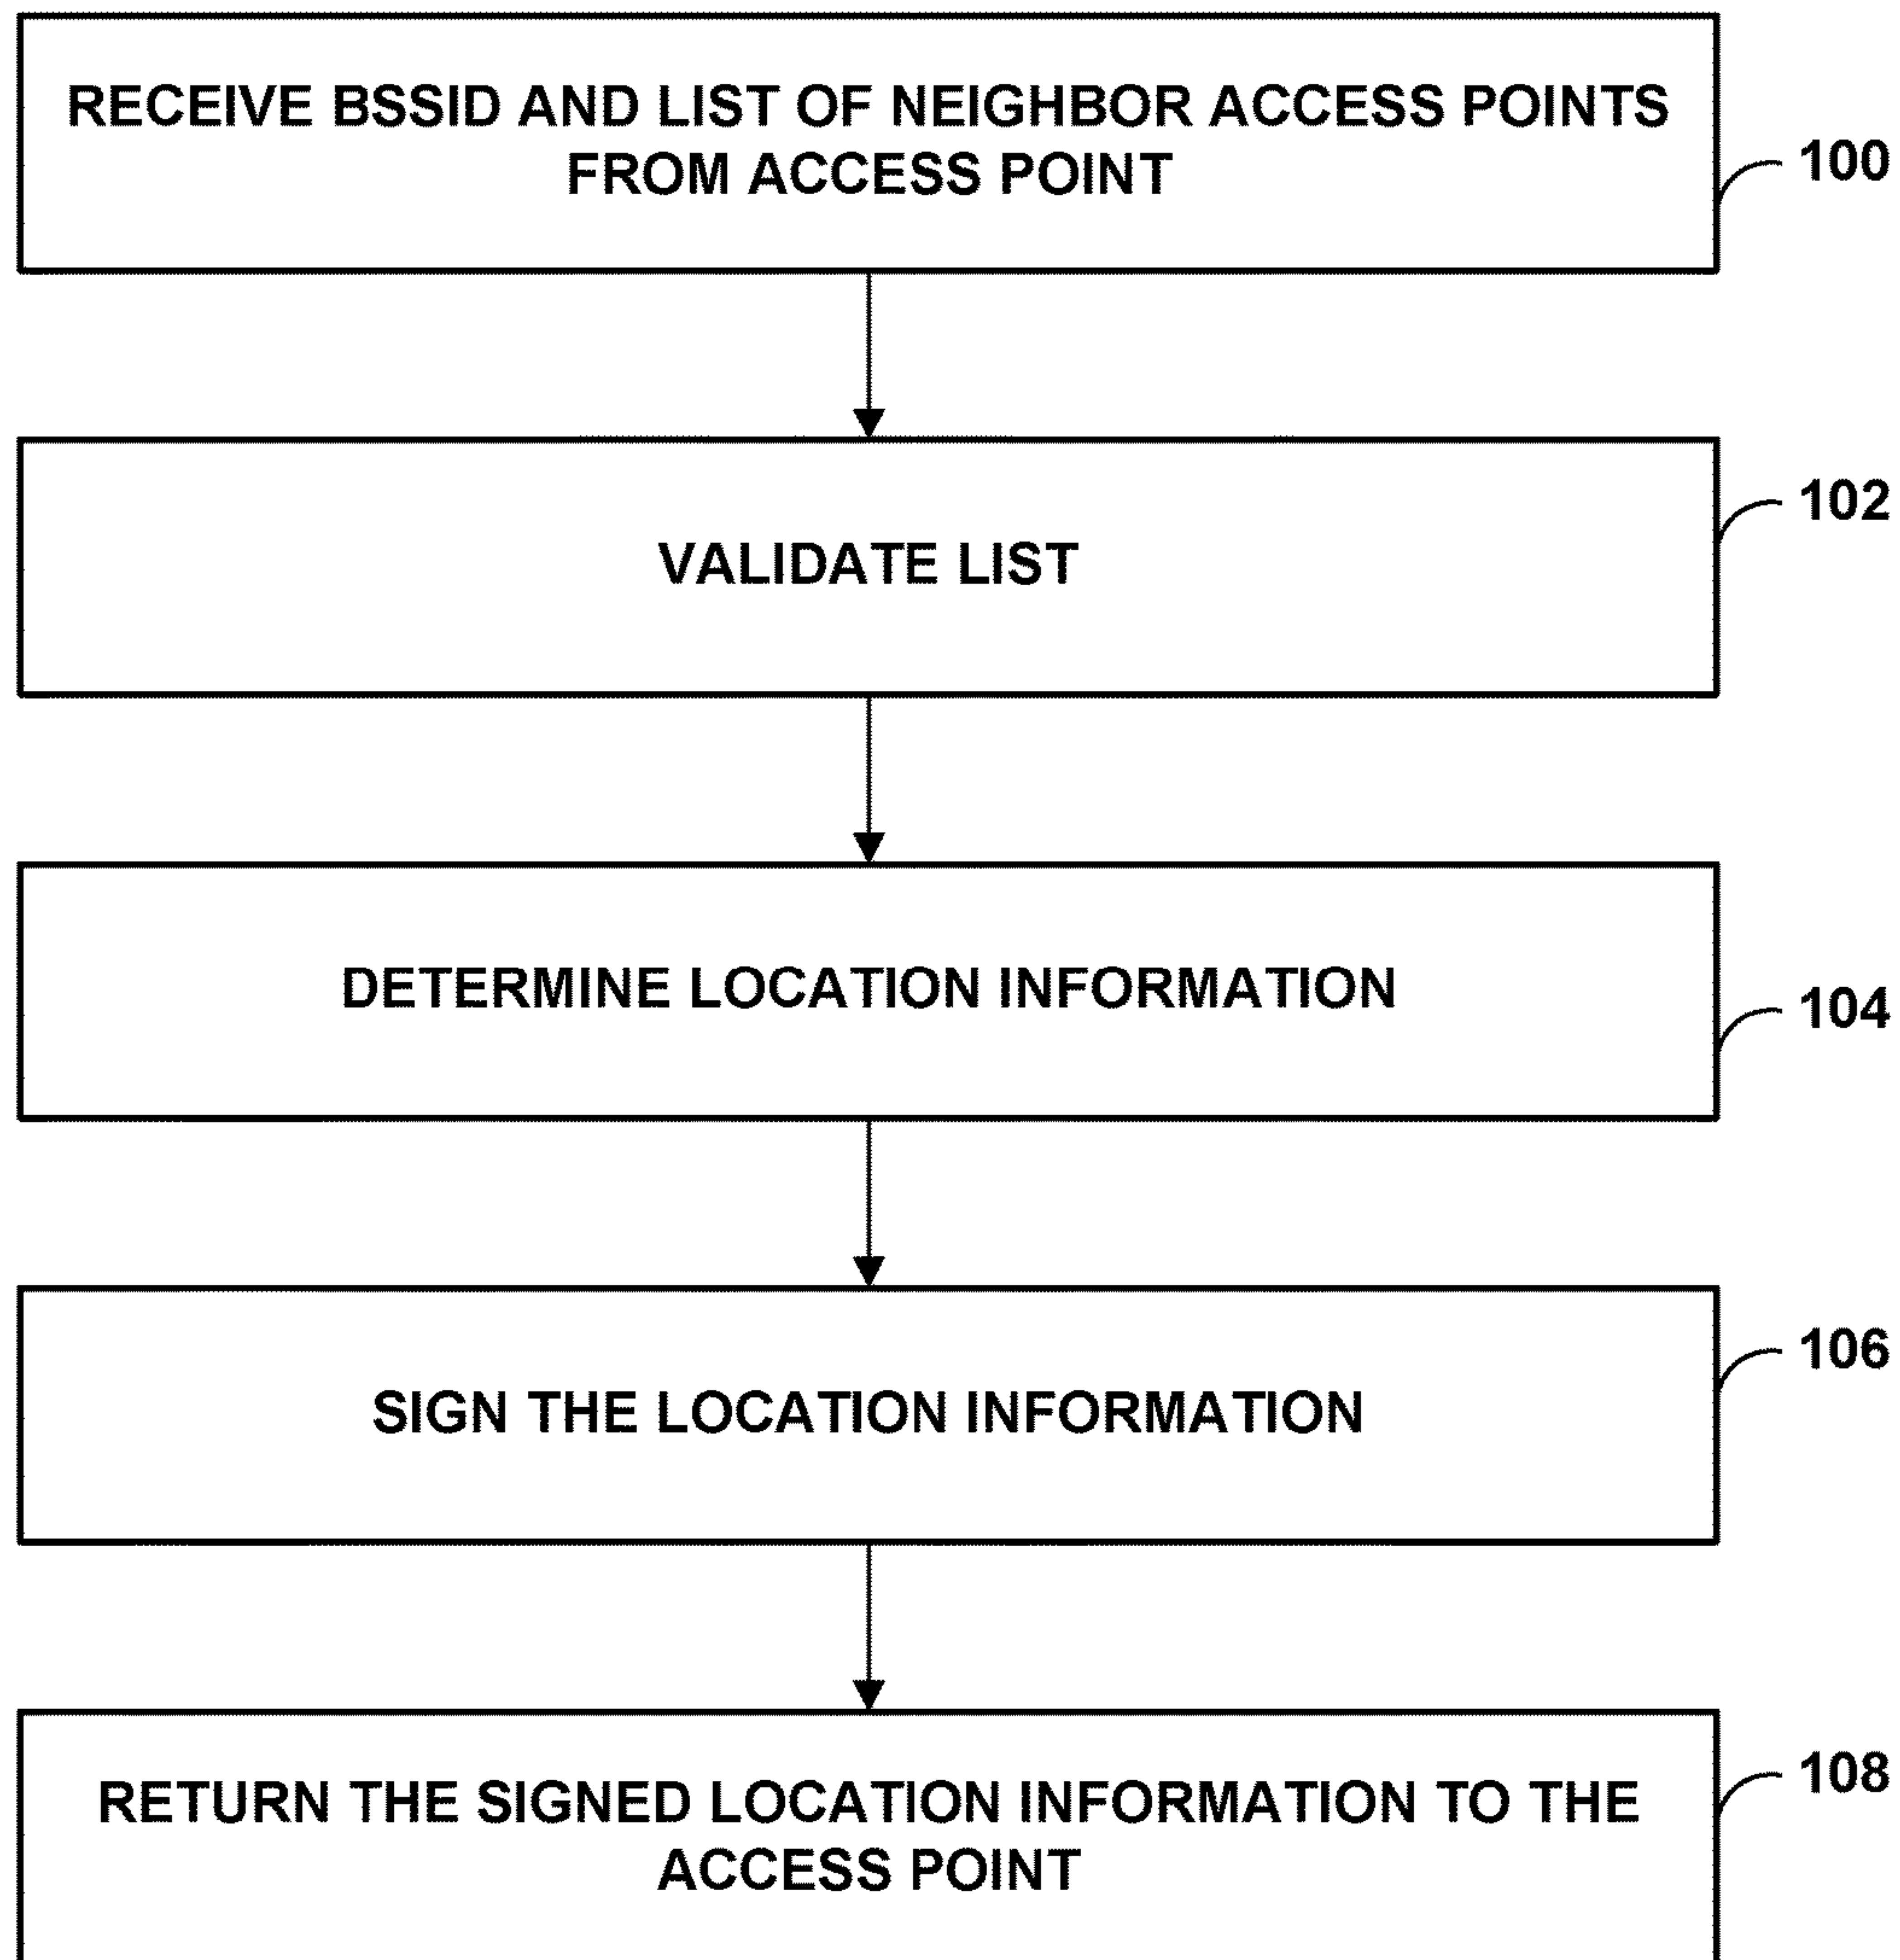 RECEIVE BSSID AND LIST OF NEIGHBOR ACCESS POINTS
FROM ACCESS POINT
100
VALIDATE LIST
102
DETERMINE LOCATION INFORMATION
104
SIGN THE LOCATION INFORMATION
106
RETURN THE SIGNED LOCATION INFORMATION TO THE
ACCESS POINT
108